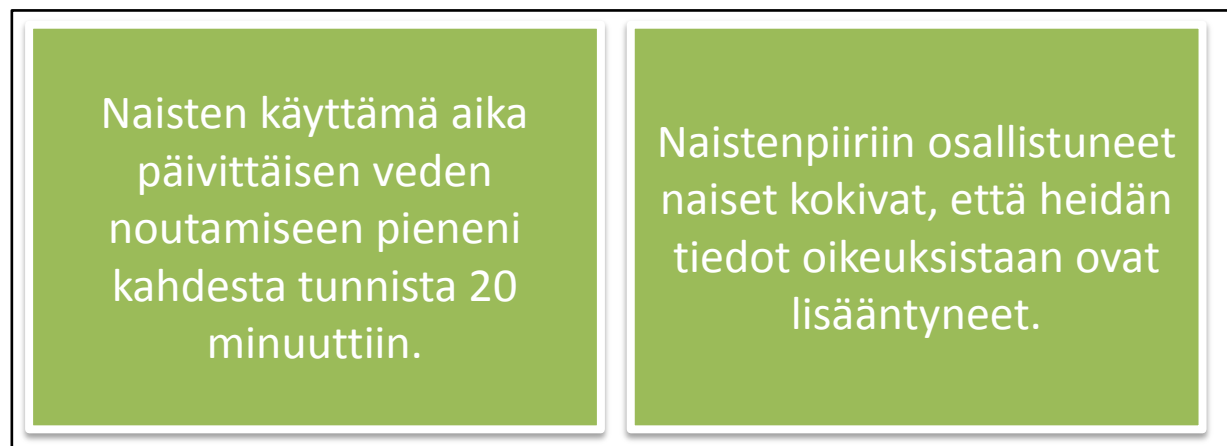 Naisten käyttämä aika
päivittäisen veden
noutamiseen pieneni
kahdesta tunnista 20
minuuttiin.
Naistenpiiriin osallistuneet
naiset kokivat, että heidän
tiedot oikeuksistaan ovat
lisääntyneet.